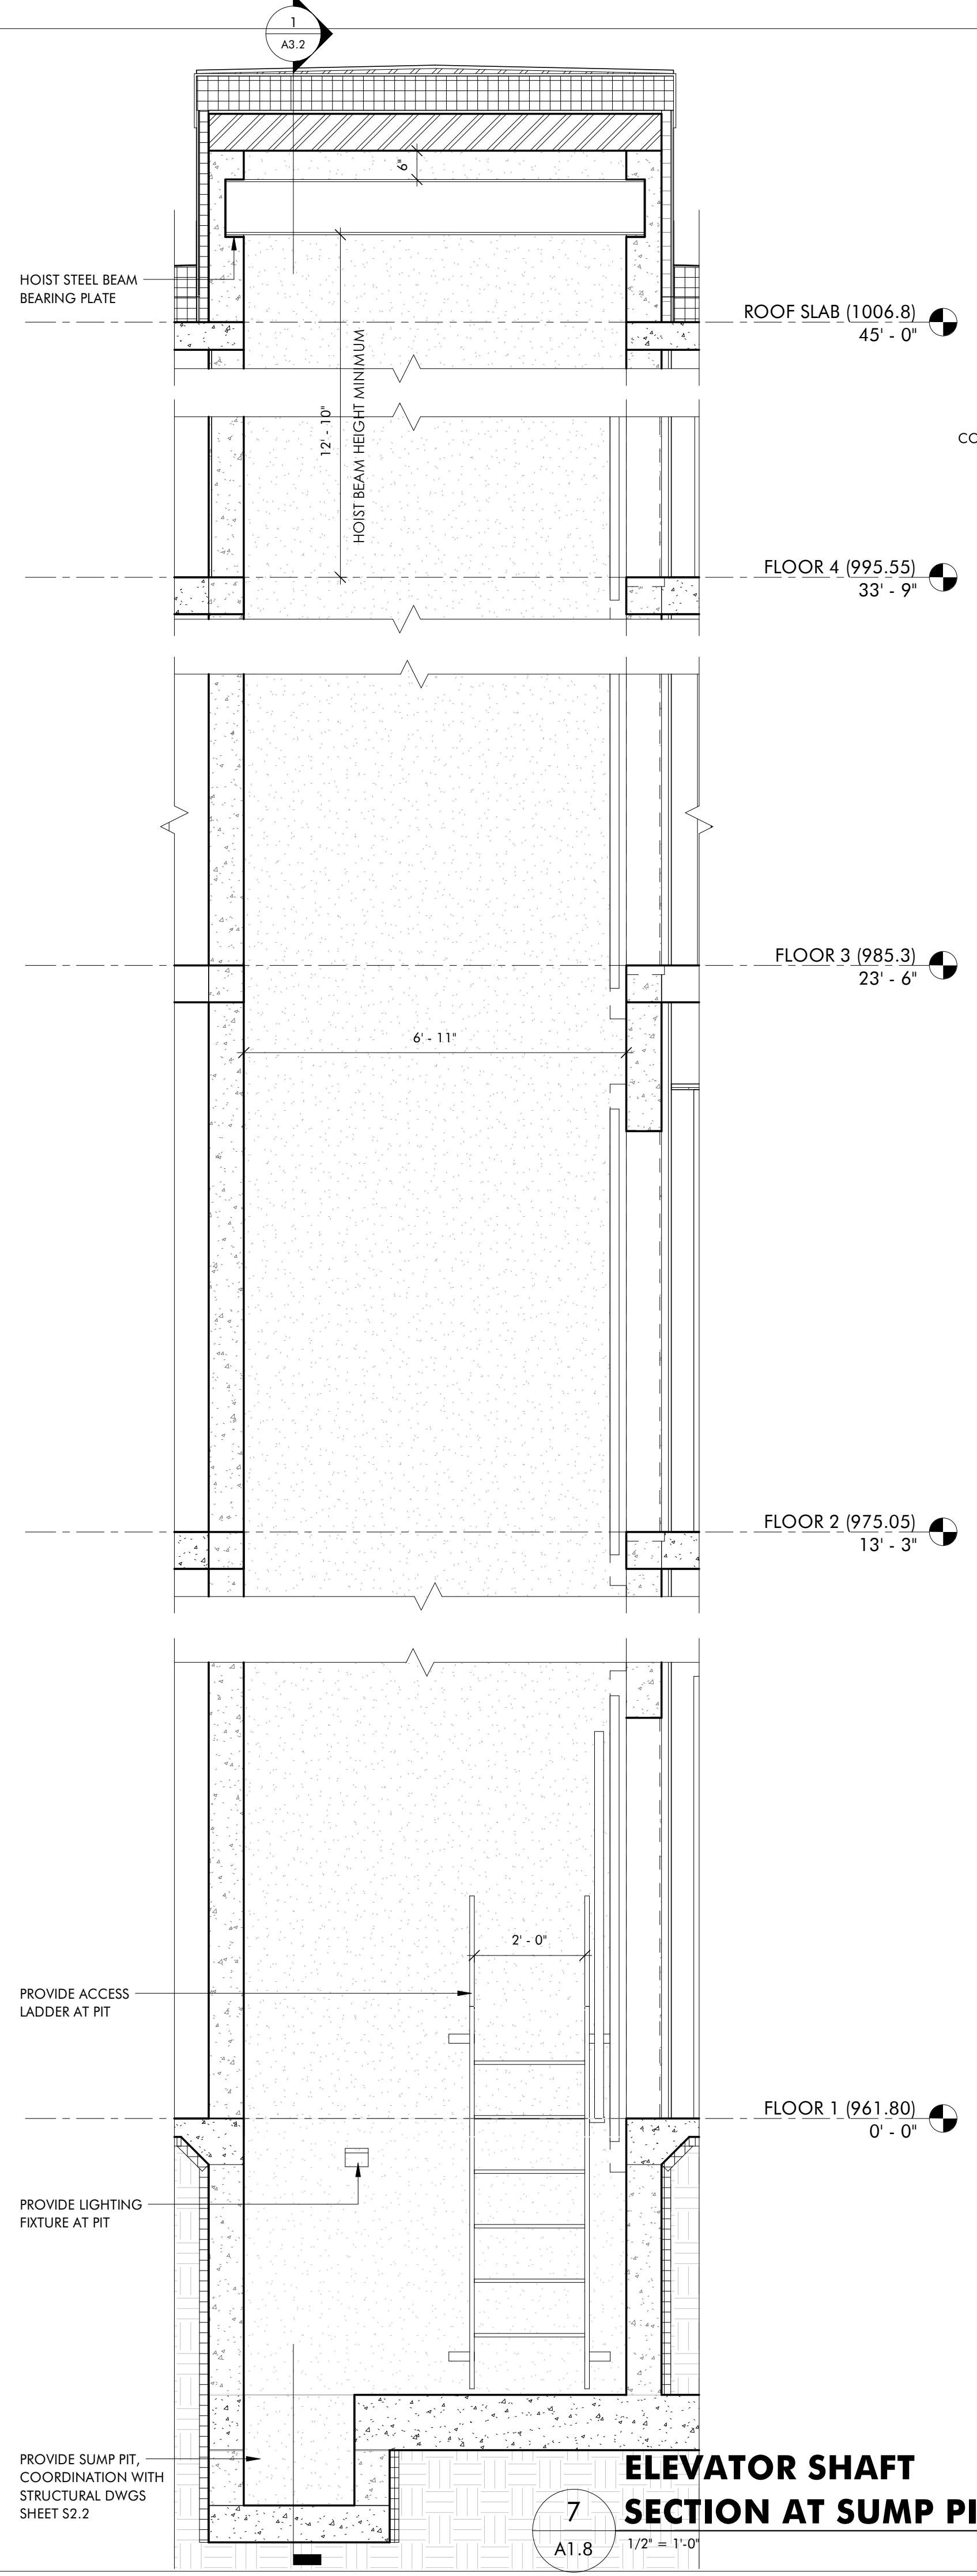 1
A3.2
6"
HOIST STEEL BEAM
BEARING PLATE
ROOF SLAB (1006.8)
45' - 0"
12' - 10"
HOIST BEAM HEIGHT MINIMUM
CO
FLOOR 4 (995.55)
33' - 9"
FLOOR 3 (985.3)
23' - 6"
6' - 11"
FLOOR 2 (975.05)
13' - 3"
2' - 0"
PROVIDE ACCESS
LADDER AT PIT
FLOOR 1 (961.80)
0' - 0"
PROVIDE LIGHTING
FIXTURE AT PIT
PROVIDE SUMP PIT,
COORDINATION WITH
STRUCTURAL DWGS
SHEET S2.2
7
A1.8
ELEVATOR SHAFT
SECTION AT SUMP PI
1/2" = 1'-0"